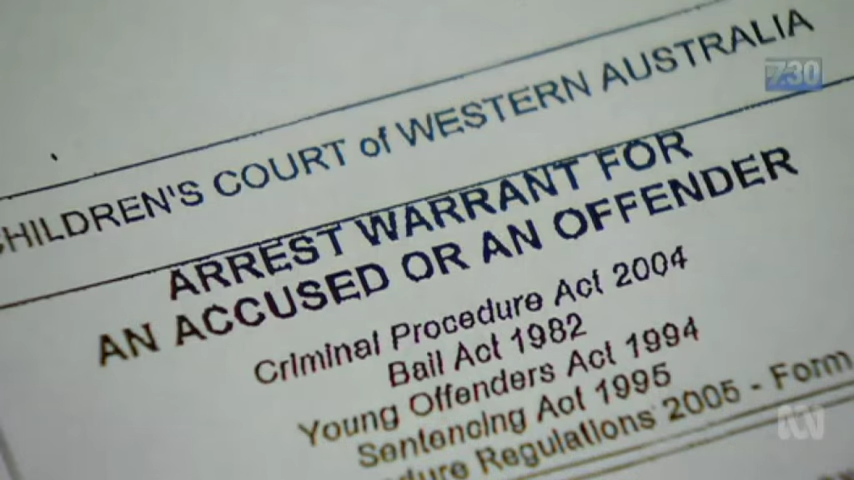 CHILDREN'S COURT of WESTERN AUSTRALIA
7.30
ARREST WARRANT FOR
AN ACCUSED OR AN OFFENDER
Criminal Procedure Act 2004
Bail Act 1982
Young Offenders Act 1994
Sentencing Act 1995
dure Regulations 2005 - Form